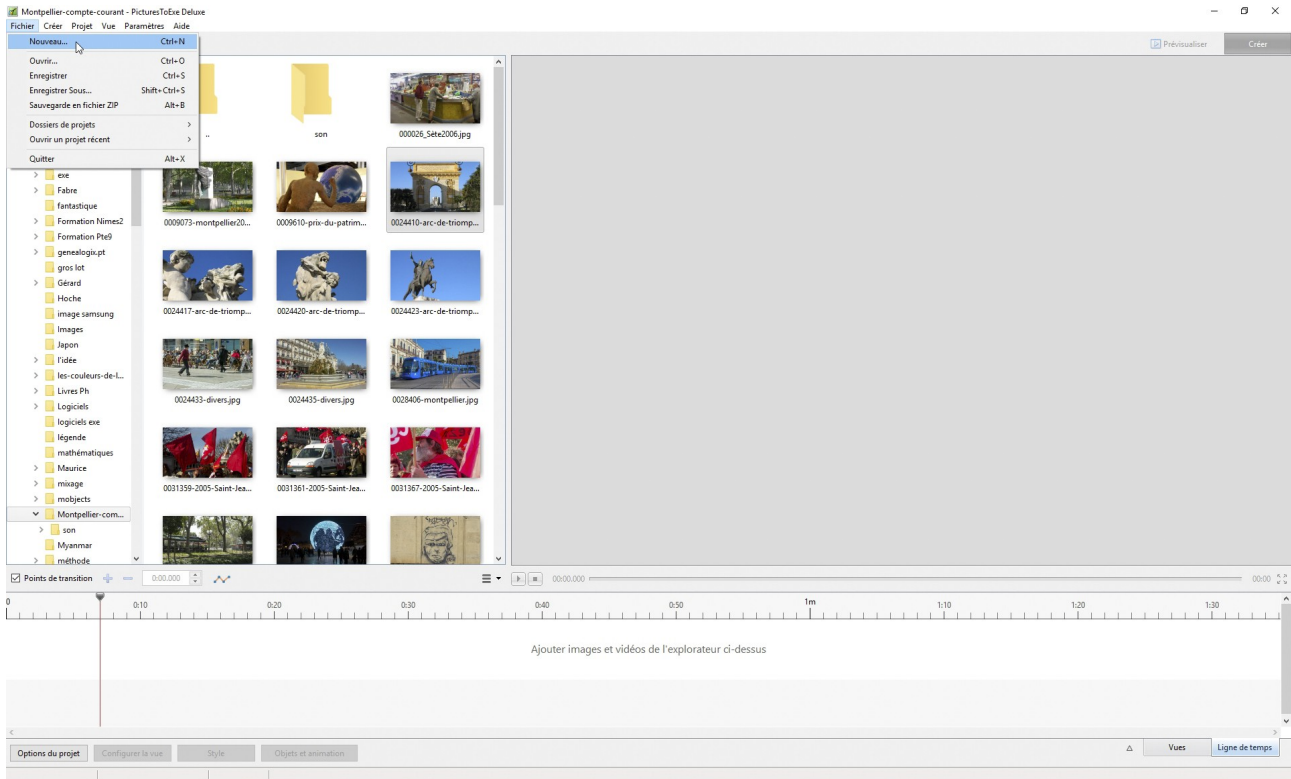 Montpellier-compte-courant - PicturesToExe Deluxe
Fichier Créer Projet Vue Paramètres Aide
Nouveau... Ctrl+N
Ouvrir... Ctrl+O
Enregistrer Ctrl+S
Enregistrer Sous... Shift+Ctrl+S
Sauvegarde en fichier ZIP Alt+B
Dossiers de projets
Ouvrir un projet récent
Quitter Alt+X
Prévisualiser Créer
exe
Fabre
fantastique
Formation Nimes2
Formation Pte9
genealogix.pt
gros lot
Gérard
Hoche
image samsung
Images
Japon
l'idée
les-couleurs-de-l...
Livres Ph
Logiciels
logiciels exe
légende
mathématiques
Maurice
mixage
mobjects
Montpellier-com...
son
Myanmar
méthode
.. son 000026_Sète2006.jpg
0009073-montpellier20... 0009610-prix-du-patrim... 0024410-arc-de-triomp...
0024417-arc-de-triomp... 0024420-arc-de-triomp... 0024423-arc-de-triomp...
0024433-divers.jpg 0024435-divers.jpg 0028406-montpellier.jpg
0031359-2005-Saint-Jea... 0031361-2005-Saint-Jea... 0031367-2005-Saint-Jea...
Points de transition 0:00.000 00:00.000 00:00
0 0:10 0:20 0:30 0:40 0:50 1m 1:10 1:20 1:30
Ajouter images et vidéos de l'explorateur ci-dessus
Options du projet Configurer la vue Style Objets et animation Vues Ligne de temps